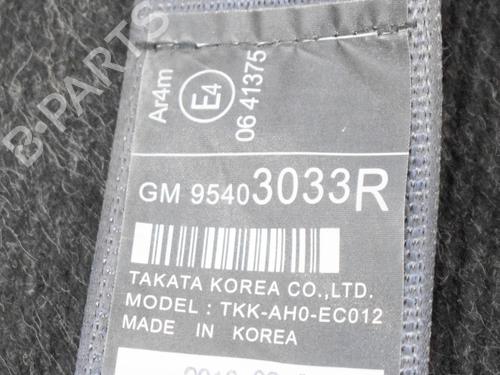 B-PARTS
Ar4m
E4
06 41375
GM 95403033R
TAKATA KOREA CO.,LTD.
MODEL : TKK-AH0-EC012
MADE IN KOREA